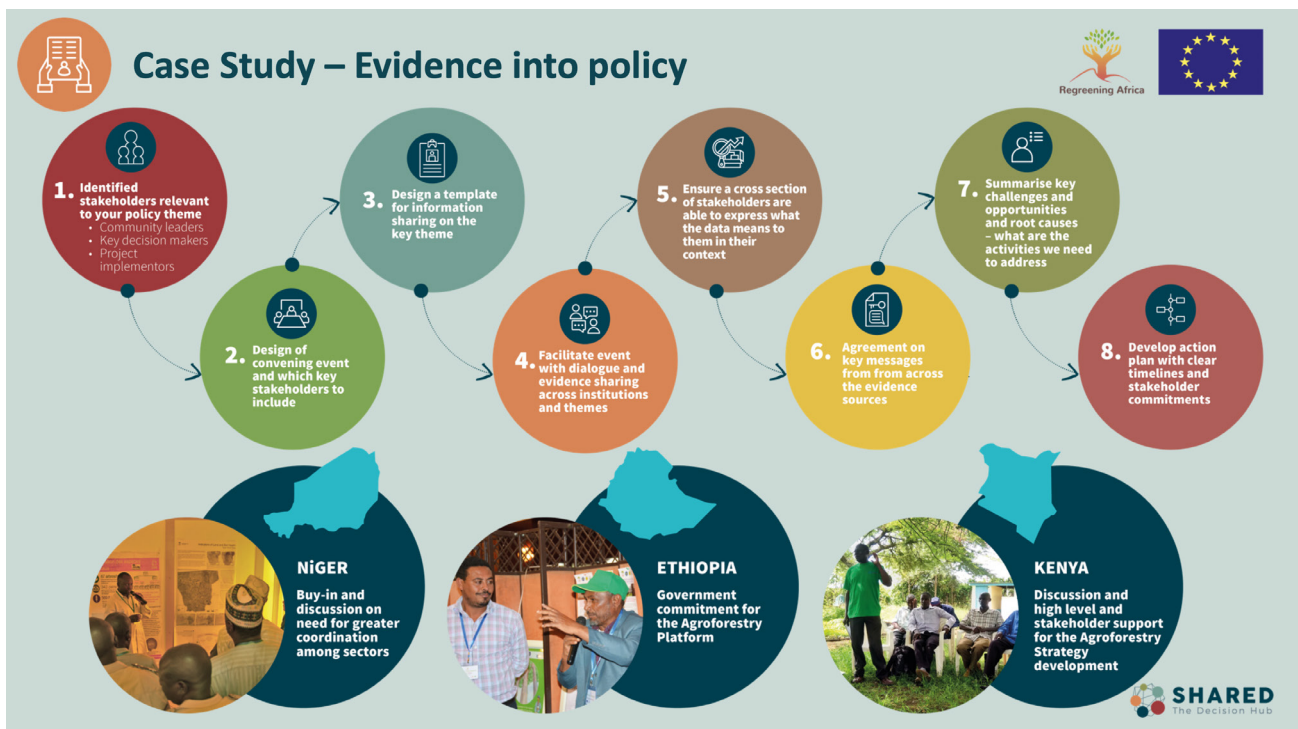 Case Study – Evidence into policy
Regreening Africa
1. Identified
stakeholders relevant
to your policy theme
• Community leaders
• Key decision makers
• Project
implementors
2. Design of
convening event
and which key
stakeholders to
include
3. Design a template
for information
sharing on the
key theme
4. Facilitate event
with dialogue and
evidence sharing
across institutions
and themes
5. Ensure a cross section
of stakeholders are
able to express what
the data means to
them in their
context
6. Agreement on
key messages
from from across
the evidence
sources
7. Summarise key
challenges and
opportunities
and root causes
– what are the
activities we need
to address
8. Develop action
plan with clear
timelines and
stakeholder
commitments
NiGER
Buy-in and
discussion on
need for greater
coordination
among sectors
ETHIOPIA
Government
commitment for
the Agroforestry
Platform
KENYA
Discussion and
high level and
stakeholder support
for the Agroforestry
Strategy
development
SHARED
The Decision Hub